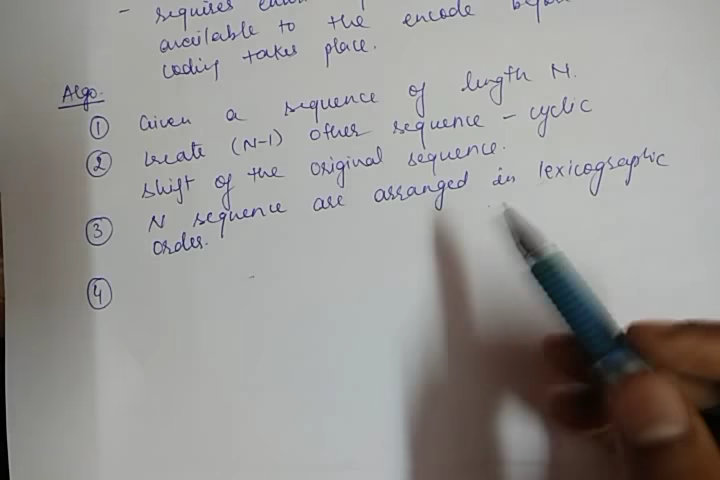 - requires
available to the encode
coding takes place.
Algo.
① Given a sequence of length N.
② Create (N-1) other sequence - cyclic
shift of the original sequence.
③ N sequence are arranged in lexicographic
order.
④